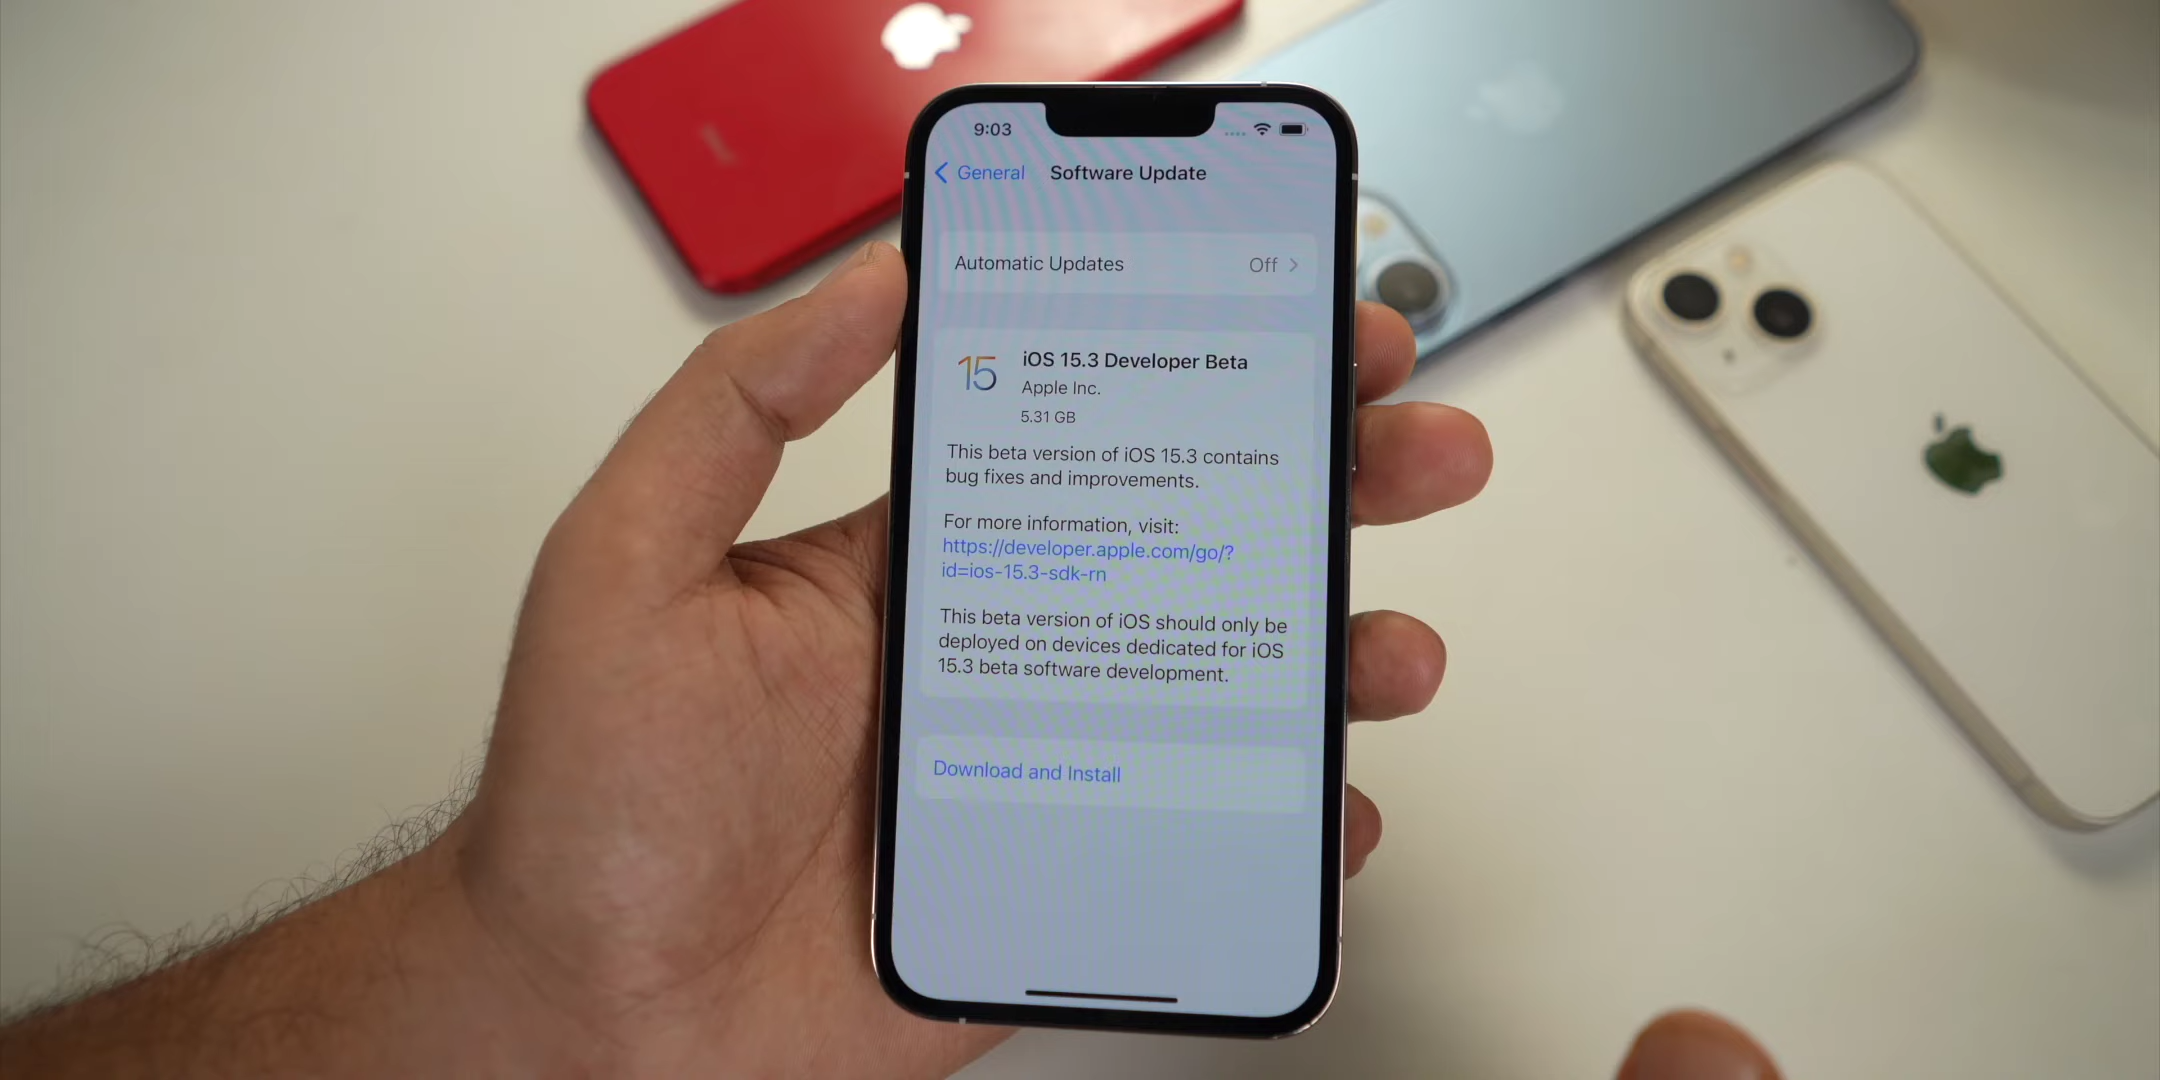 9:03
General Software Update
Automatic Updates Off
15 iOS 15.3 Developer Beta
Apple Inc.
5.31 GB
This beta version of iOS 15.3 contains
bug fixes and improvements.
For more information, visit:
https://developer.apple.com/go/?
id=ios-15.3-sdk-rn
This beta version of iOS should only be
deployed on devices dedicated for iOS
15.3 beta software development.
Download and Install